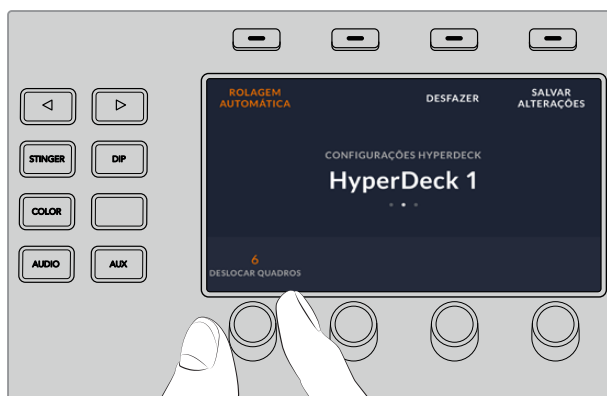 ROLAGEM
AUTOMÁTICA
DESFAZER
SALVAR
ALTERAÇÕES
STINGER
DIP
CONFIGURAÇÕES HYPERDECK
HyperDeck 1
COLOR
AUDIO
AUX
6
DESLOCAR QUADROS